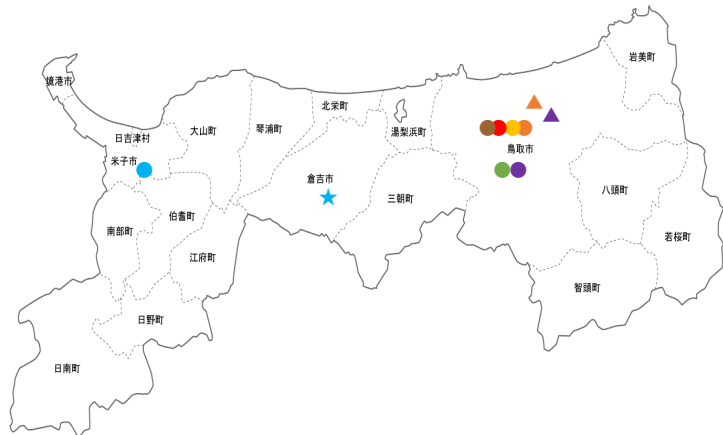 岩美町
境港市
北栄町
大山町
琴浦町
湯梨浜町
日吉津村
鳥取市
米子市
倉吉市
八頭町
三朝町
伯耆町
南部町
若桜町
江府町
智頭町
日野町
日南町